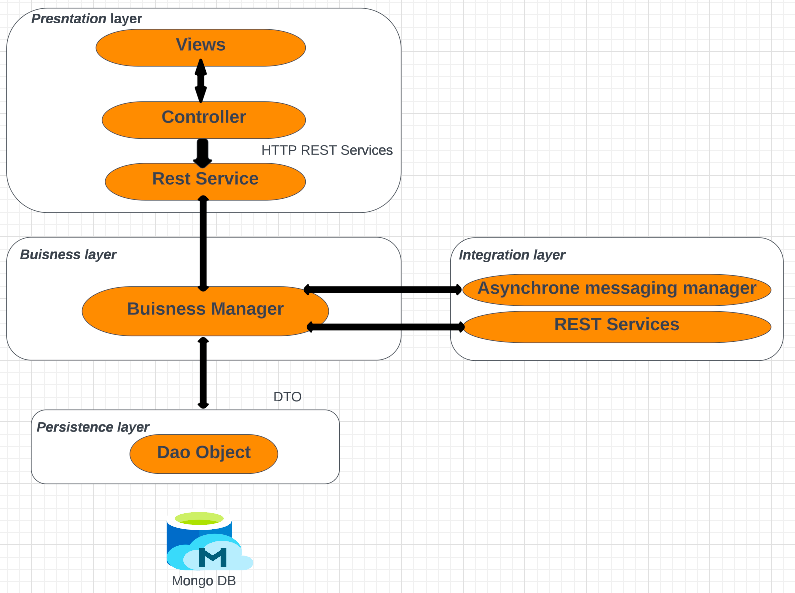 Presntation layer
Views
Controller
HTTP REST Services
Rest Service
Buisness layer
Buisness Manager
Integration layer
Asynchrone messaging manager
REST Services
DTO
Persistence layer
Dao Object
M
Mongo DB